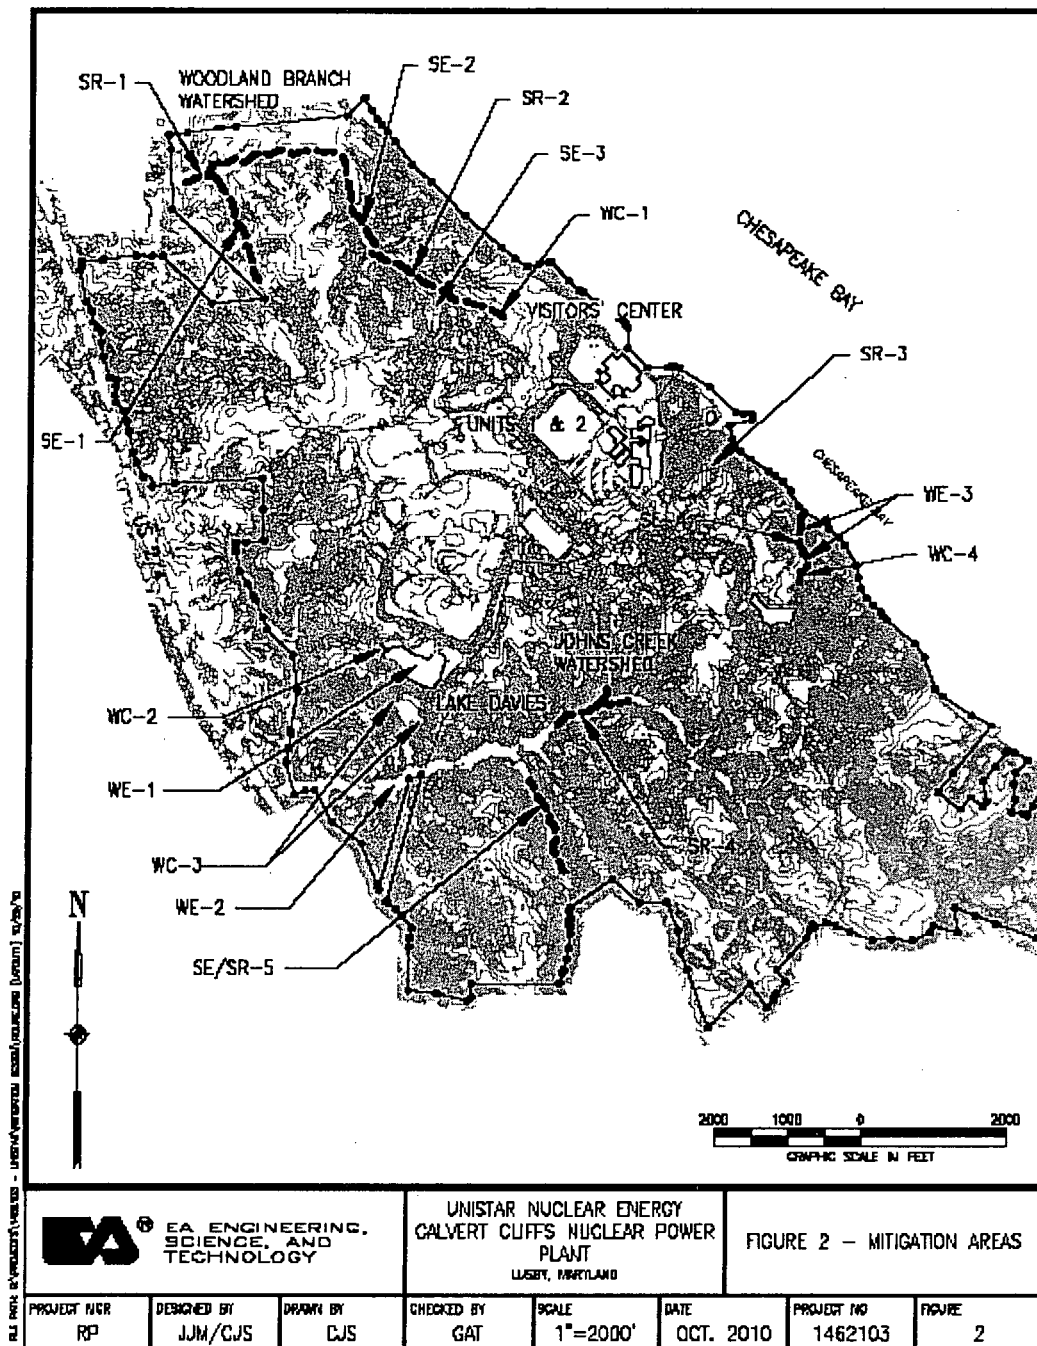 SR-1
WOODLAND BRANCH
WATERSHED
SE-2
SR-2
SE-3
WC-1
CHESAPEAKE BAY
VISITORS' CENTER
SR-3
UNITS 1 & 2
SE-1
CHESAPEAKE BAY
WE-3
WC-4
JOHNS CREEK
WATERSHED
WC-2
LAKE DAVIES
WE-1
SR-4
WC-3
WE-2
SE/SR-5
N
2000 1000 0 2000
GRAPHIC SCALE IN FEET
EA ENGINEERING,
SCIENCE, AND
TECHNOLOGY
®
UNISTAR NUCLEAR ENERGY
CALVERT CLIFFS NUCLEAR POWER
PLANT
LUSBY, MARYLAND
FIGURE 2 - MITIGATION AREAS
PROJECT MGR
RP
DESIGNED BY
JJM/CJS
DRAWN BY
CJS
CHECKED BY
GAT
SCALE
1"=2000'
DATE
OCT. 2010
PROJECT NO
1462103
FIGURE
2